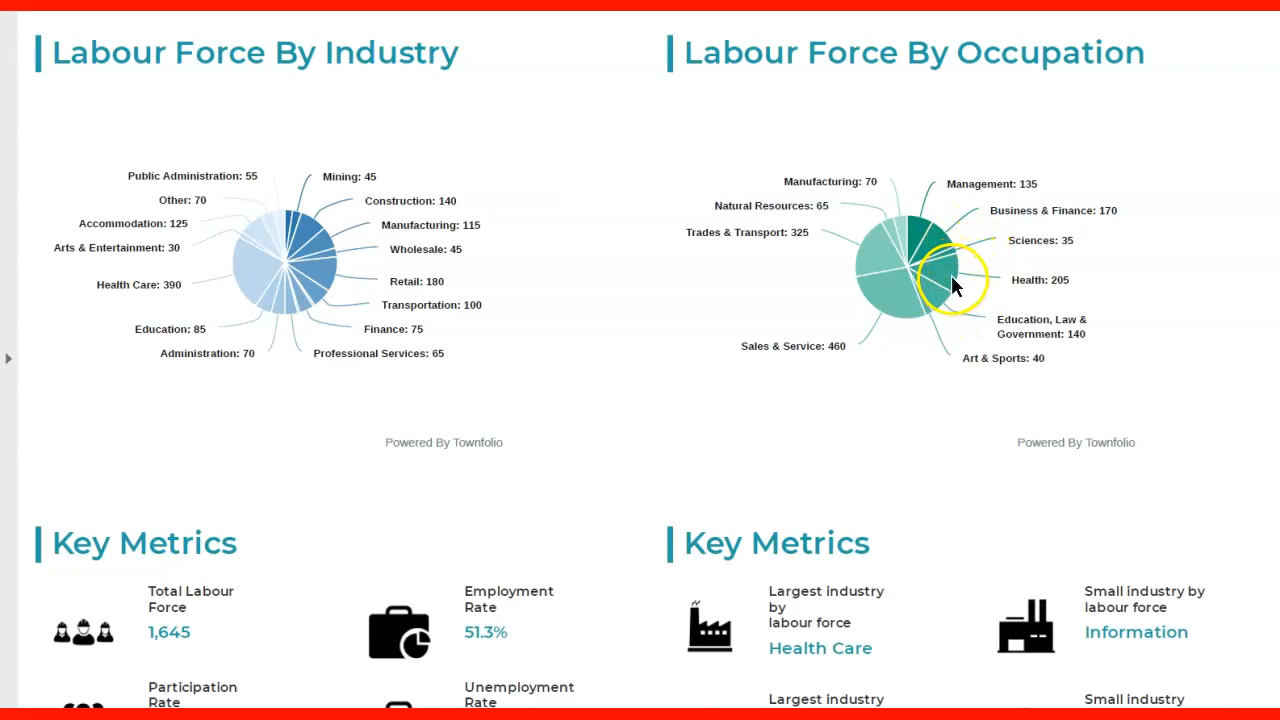 Labour Force By Industry
Public Administration: 55
Mining: 45
Other: 70
Construction: 140
Accommodation: 125
Manufacturing: 115
Arts & Entertainment: 30
Wholesale: 45
Health Care: 390
Retail: 180
Transportation: 100
Education: 85
Finance: 75
Administration: 70
Professional Services: 65
Powered By Townfolio
Labour Force By Occupation
Manufacturing: 70
Management: 135
Natural Resources: 65
Business & Finance: 170
Trades & Transport: 325
Sciences: 35
Health: 205
Education, Law &
Government: 140
Sales & Service: 460
Art & Sports: 40
Powered By Townfolio
Key Metrics
Total Labour
Force
1,645
Employment
Rate
51.3%
Participation
Rate
Unemployment
Rate
Key Metrics
Largest industry
by
labour force
Health Care
Small industry by
labour force
Information
Largest industry
Small industry